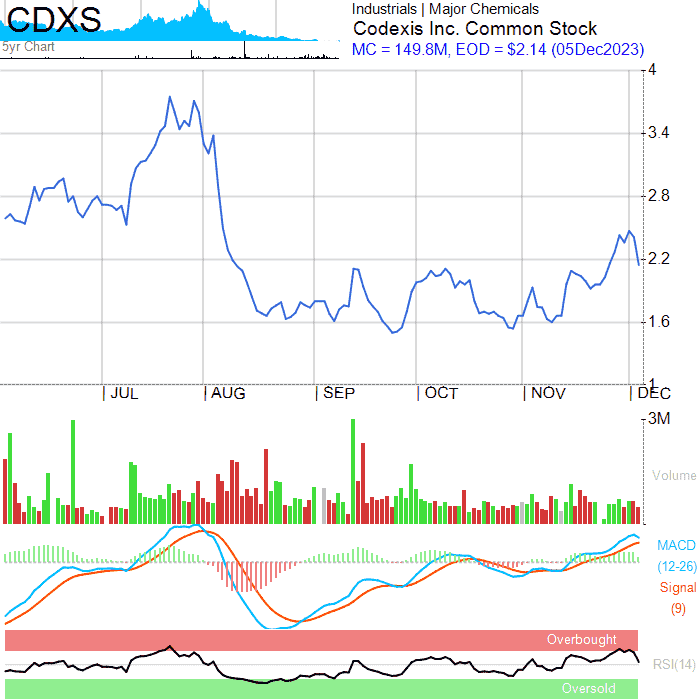 CDXS
5yr Chart
Industrials | Major Chemicals
Codexis Inc. Common Stock
MC = 149.8M, EOD = $2.14 (05Dec2023)
4
3.4
2.8
2.2
1.6
1
JUL
AUG
SEP
OCT
NOV
DEC
3M
Volume
MACD
(12-26)
Signal
(9)
Overbought
RSI(14)
Oversold